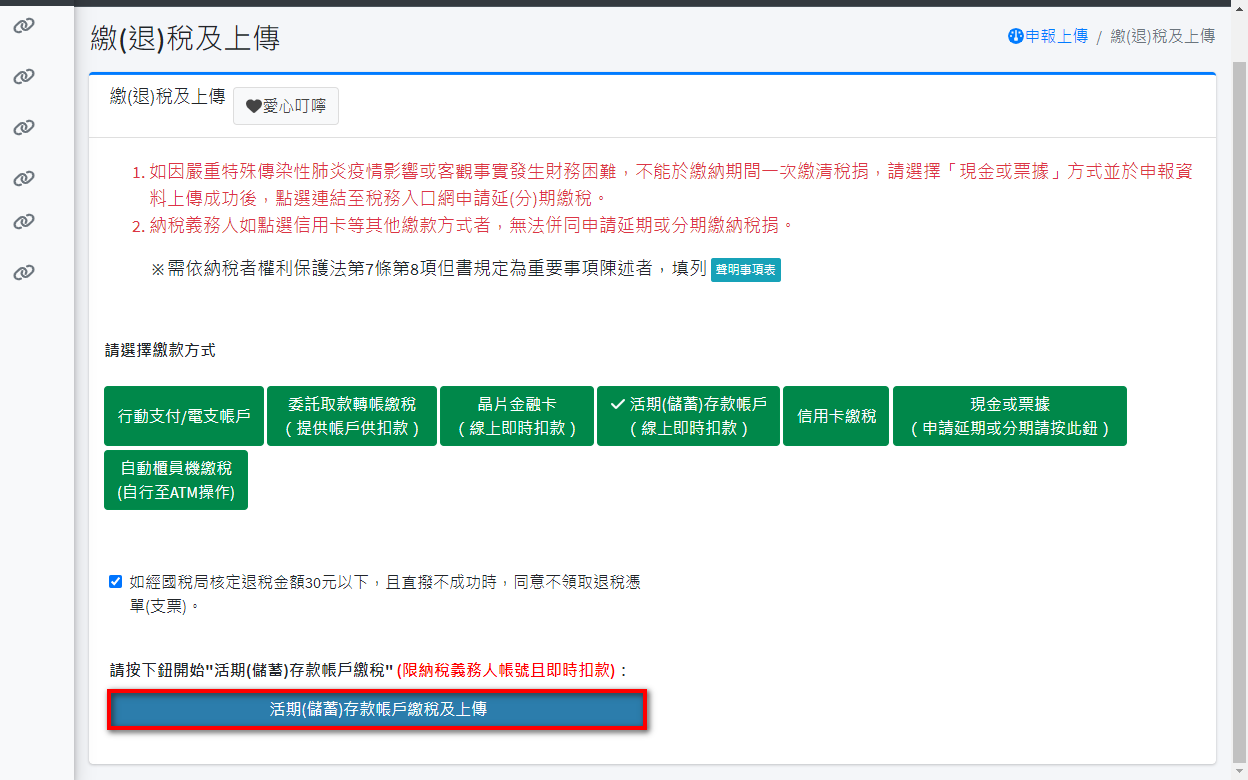 繳(退)稅及上傳
申報上傳 / 繳(退)稅及上傳
繳(退)稅及上傳 愛心叮嚀
1. 如因嚴重特殊傳染性肺炎疫情影響或客觀事實發生財務困難，不能於繳納期間一次繳清稅捐，請選擇「現金或票據」方式並於申報資
料上傳成功後，點選連結至稅務入口網申請延(分)期繳稅。
2. 納稅義務人如點選信用卡等其他繳款方式者，無法併同申請延期或分期繳納稅捐。
※需依納稅者權利保護法第7條第8項但書規定為重要事項陳述者，填列 聲明事項表
請選擇繳款方式
行動支付/電支帳戶
委託取款轉帳繳稅
( 提供帳戶供扣款 )
晶片金融卡
( 線上即時扣款 )
活期(儲蓄)存款帳戶
( 線上即時扣款 )
信用卡繳稅
現金或票據
( 申請延期或分期請按此鈕 )
自動櫃員機繳稅
(自行至ATM操作)
如經國稅局核定退稅金額30元以下，且直撥不成功時，同意不領取退稅憑
單(支票)。
請按下鈕開始"活期(儲蓄)存款帳戶繳稅" (限納稅義務人帳號且即時扣款)：
活期(儲蓄)存款帳戶繳稅及上傳